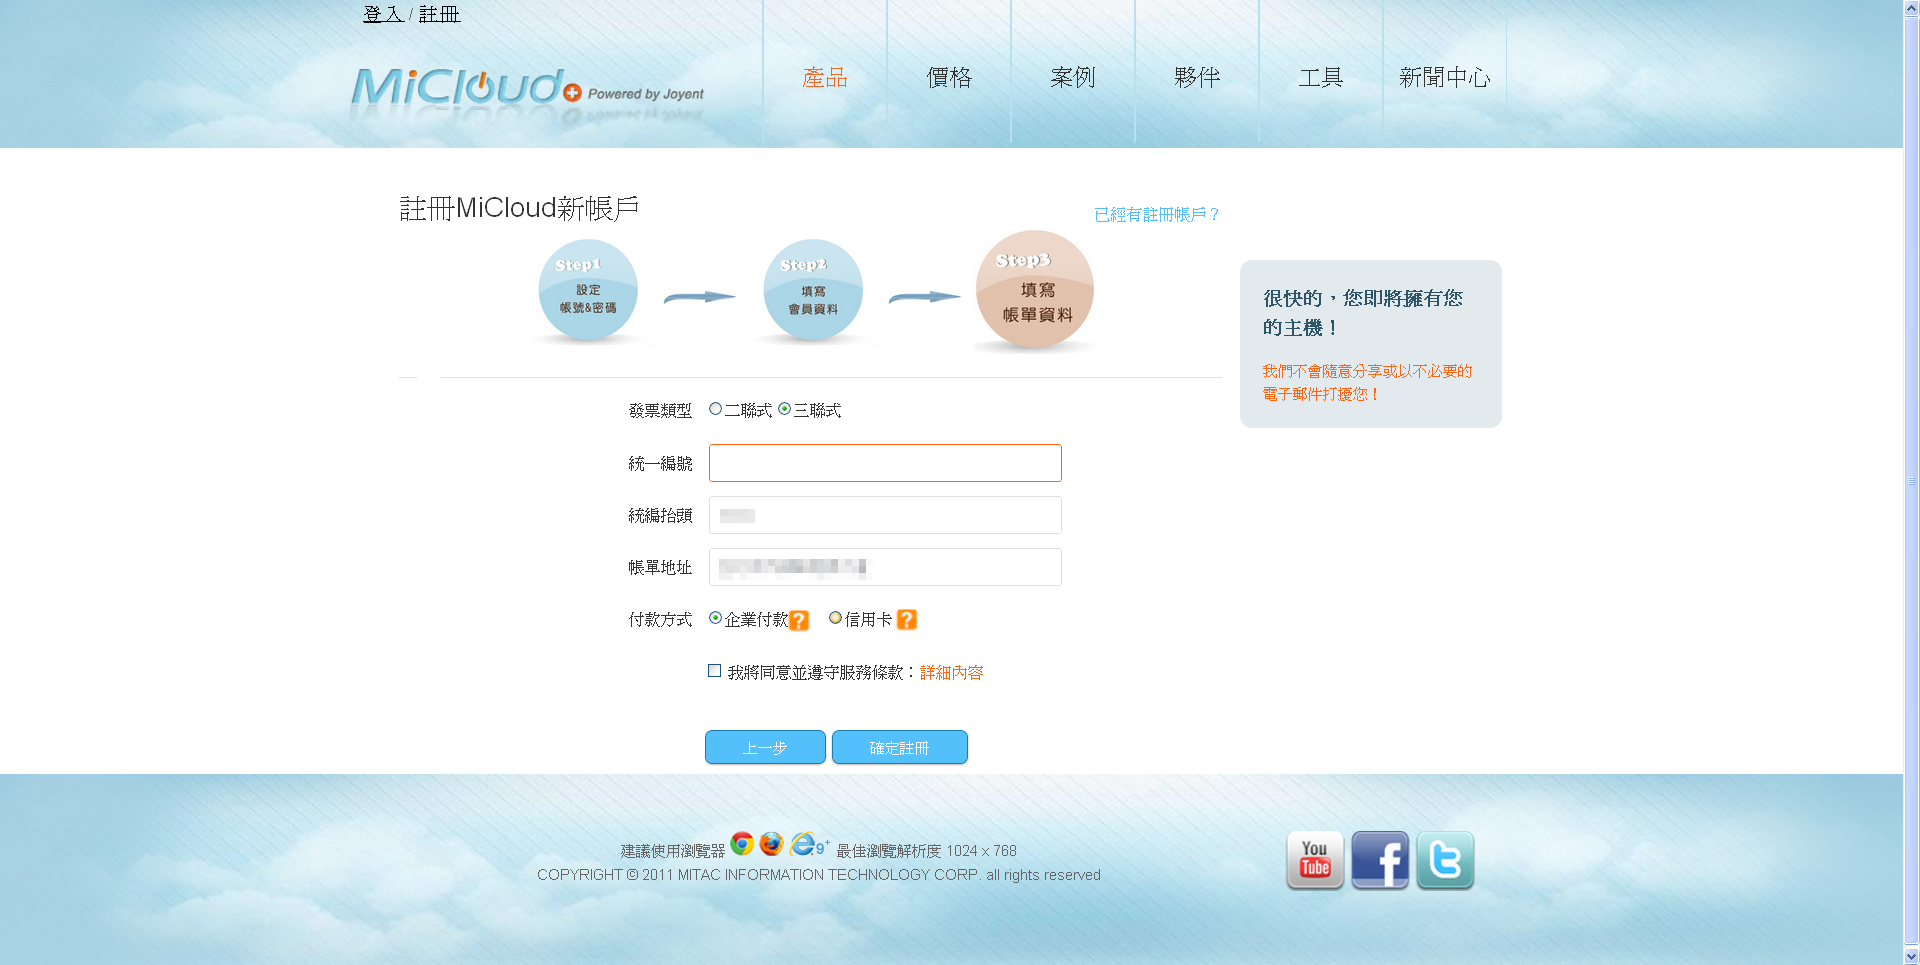 登入 / 註冊
MiCloud Powered by Joyent
產品 價格 案例 夥伴 工具 新聞中心
註冊MiCloud新帳戶
已經有註冊帳戶？
Step1
設定
帳號&密碼
Step2
填寫
會員資料
Step3
填寫
帳單資料
很快的，您即將擁有您
的主機！
我們不會隨意分享或以不必要的
電子郵件打擾您！
發票類型 二聯式 三聯式
統一編號
統編抬頭
帳單地址
付款方式 企業付款? 信用卡 ?
我將同意並遵守服務條款：詳細內容
上一步 確定註冊
建議使用瀏覽器 9+ 最佳瀏覽解析度 1024 x 768
COPYRIGHT © 2011 MITAC INFORMATION TECHNOLOGY CORP. all rights reserved
You
Tube